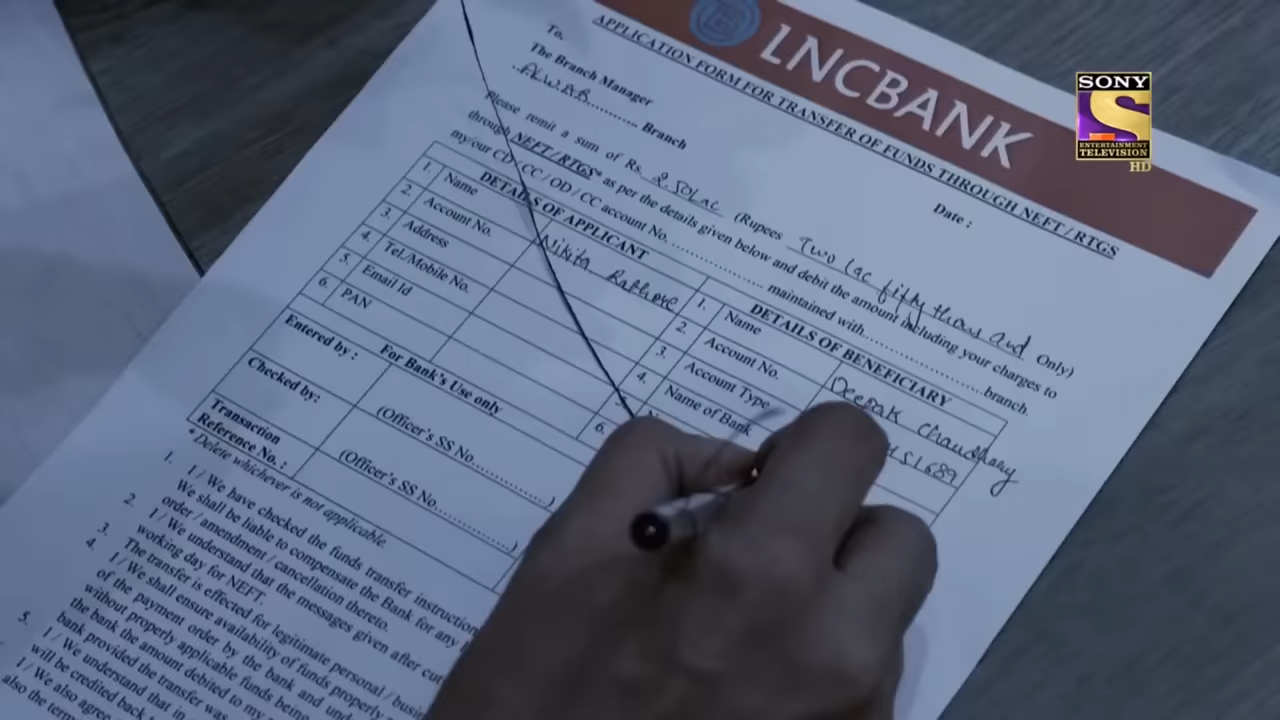 LNCBANK
APPLICATION FORM FOR TRANSFER OF FUNDS THROUGH NEFT / RTGS
To,
Date :
The Branch Manager
ALWAR Branch
Please remit a sum of Rs. 2.50Lac (Rupees Two lac fifty thousand Only)
through NEFT / RTGS* as per the details given below and debit the amount including your charges to
my/our CD / CC / OD / CC account No. maintained with branch.
DETAILS OF APPLICANT
1. Name Nikita Rathore
2. Account No.
3. Address
4. Tel./Mobile No.
5. Email Id
6. PAN
DETAILS OF BENEFICIARY
1. Name Deepak Chaudhary
2. Account No. 51689
3. Account Type
4. Name of Bank
6.
For Bank's Use only
Entered by : (Officer's SS No. )
Checked by: (Officer's SS No. )
Transaction
Reference No. :
*Delete whichever is not applicable.
1. I / We have checked the funds transfer instruction
We shall be liable to compensate the Bank for any
order / amendment / cancellation thereto.
2. I / We understand that the messages given after cut
working day for NEFT.
3. The transfer is effected for legitimate personal /
4. I / We shall ensure availability of funds properly
of the payment order by the bank and
without properly applicable funds being
the bank the amount debited to my
bank provided the transfer was
5. I / We understand that in
will be credited back
I / We also agree
also the
SONY
S
ENTERTAINMENT
TELEVISION
HD